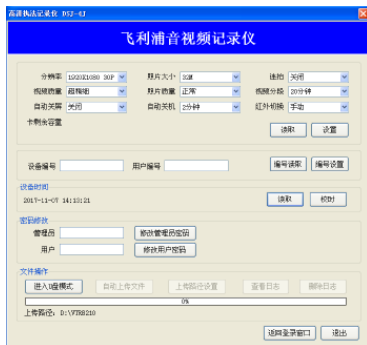 高清执法记录仪 DSJ-4J
飞利浦音视频记录仪
分辨率 1920X1080 30P 照片大小 32M 连拍 关闭
视频质量 超精细 照片质量 正常 视频分段 20分钟
自动关屏 关闭 自动关机 2分钟 红外切换 手动
卡剩余容量
读取 设置
设备编号 用户编号 编号读取 编号设置
设备时间
2017-11-07 14:13:21 读取 校时
密码修改
管理员 修改管理员密码
用户 修改用户密码
文件操作
进入U盘模式 自动上传文件 上传路径设置 查看日志 删除日志
0%
上传路径: D:\VTR8210
返回登录窗口 退出